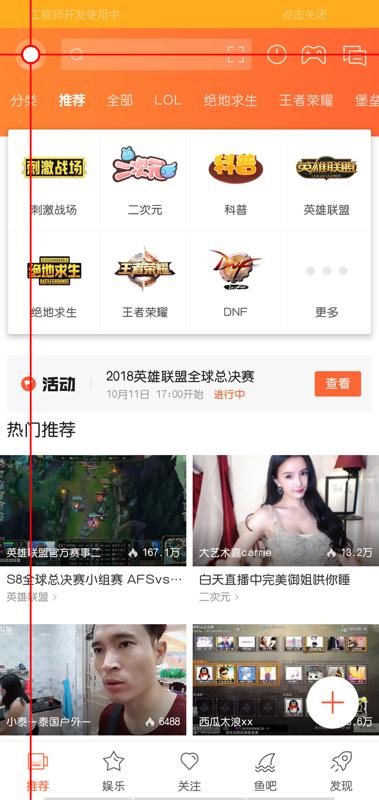 工程师开发使用中
点击关闭
分类 推荐 全部 LOL 绝地求生 王者荣耀 堡垒
刺激战场 二次元 科普 英雄联盟
LEAGUE LEGENDS
刺激战场 二次元 科普 英雄联盟
绝地求生 王者荣耀 DNF
BATTLEGROUNDS
绝地求生 王者荣耀 DNF 更多
活动
2018英雄联盟全球总决赛
10月11日 17:00开始 进行中
查看
热门推荐
英雄联盟官方赛事二 167.1万
大艺术嘉carrie 13.2万
S8全球总决赛小组赛 AFSvs…
白天直播中完美御姐哄你睡
英雄联盟
二次元
小泰一泰国户外一 6488
西瓜太浪xx .6万
推荐 娱乐 关注 鱼吧 发现